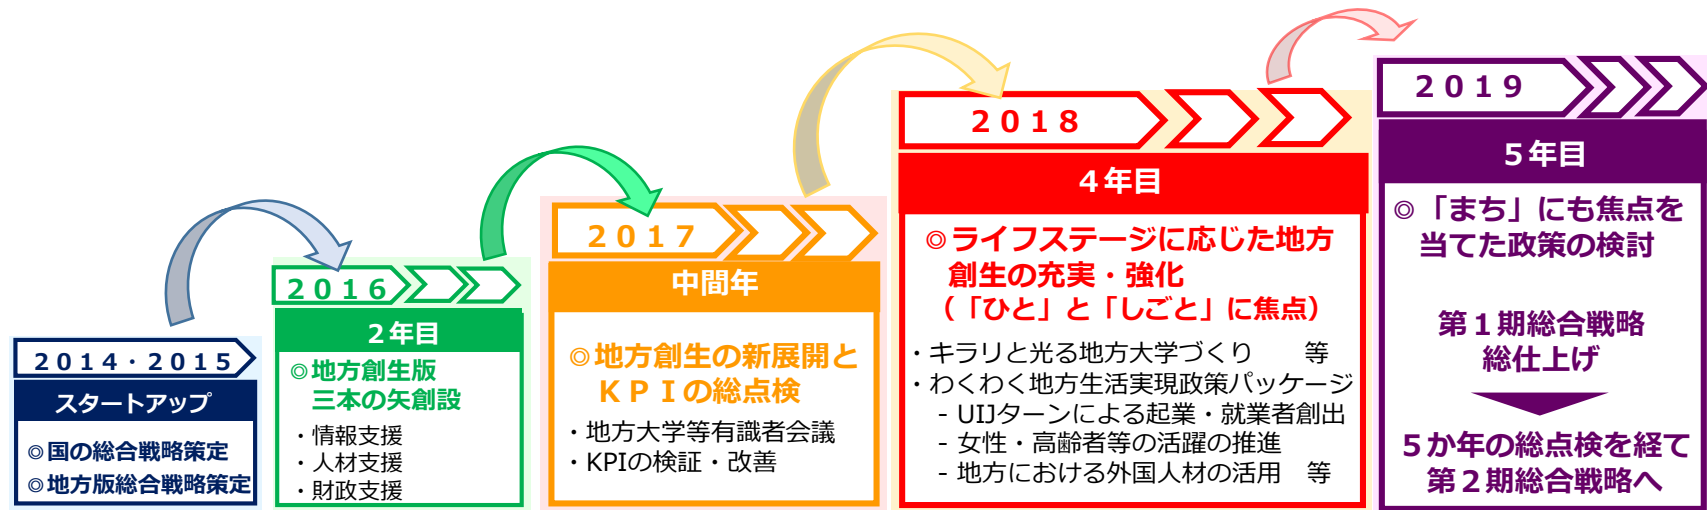 2014・2015
スタートアップ
◎国の総合戦略策定
◎地方版総合戦略策定
2016
2年目
◎地方創生版
三本の矢創設
・情報支援
・人材支援
・財政支援
2017
中間年
◎地方創生の新展開と
KPIの総点検
・地方大学等有識者会議
・KPIの検証・改善
2018
4年目
◎ライフステージに応じた地方
創生の充実・強化
（「ひと」と「しごと」に焦点）
・キラリと光る地方大学づくり　等
・わくわく地方生活実現政策パッケージ
- UIJターンによる起業・就業者創出
- 女性・高齢者等の活躍の推進
- 地方における外国人材の活用　等
2019
5年目
◎「まち」にも焦点を
当てた政策の検討
第1期総合戦略
総仕上げ
5か年の総点検を経て
第2期総合戦略へ